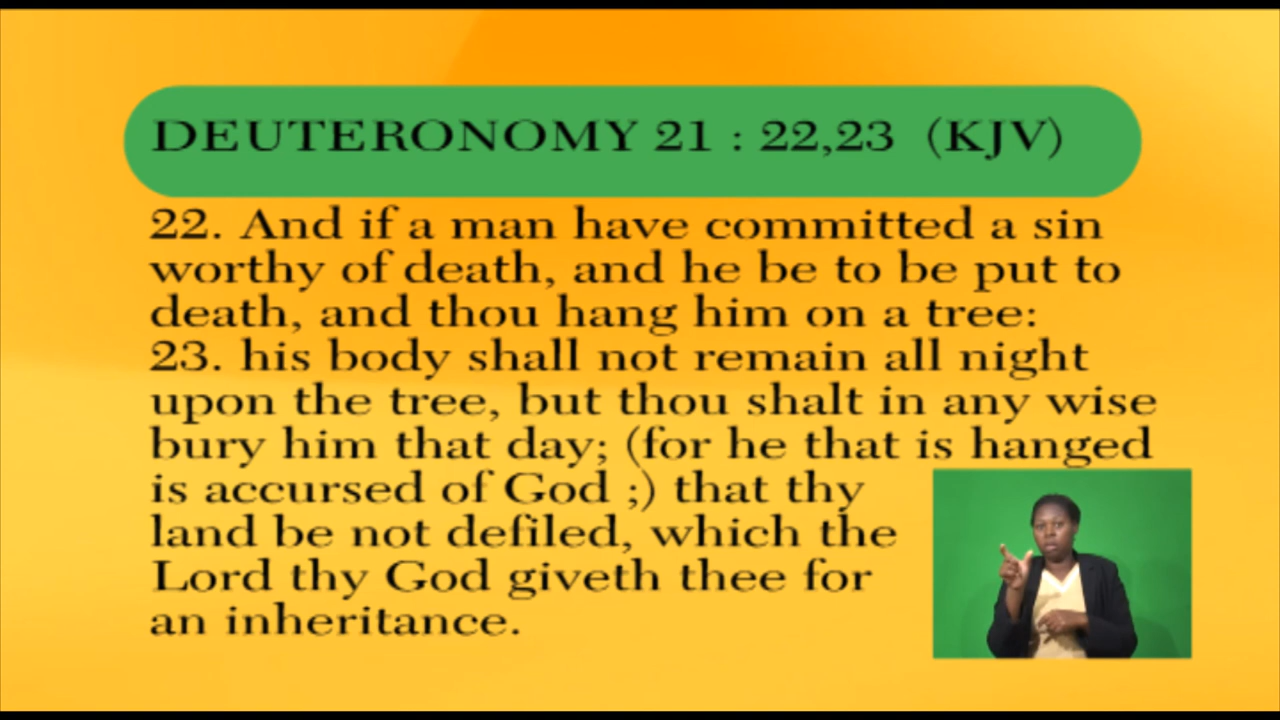 DEUTERONOMY 21 : 22,23 (KJV)
22. And if a man have committed a sin
worthy of death, and he be to be put to
death, and thou hang him on a tree:
23. his body shall not remain all night
upon the tree, but thou shalt in any wise
bury him that day; (for he that is hanged
is accursed of God ;) that thy
land be not defiled, which the
Lord thy God giveth thee for
an inheritance.